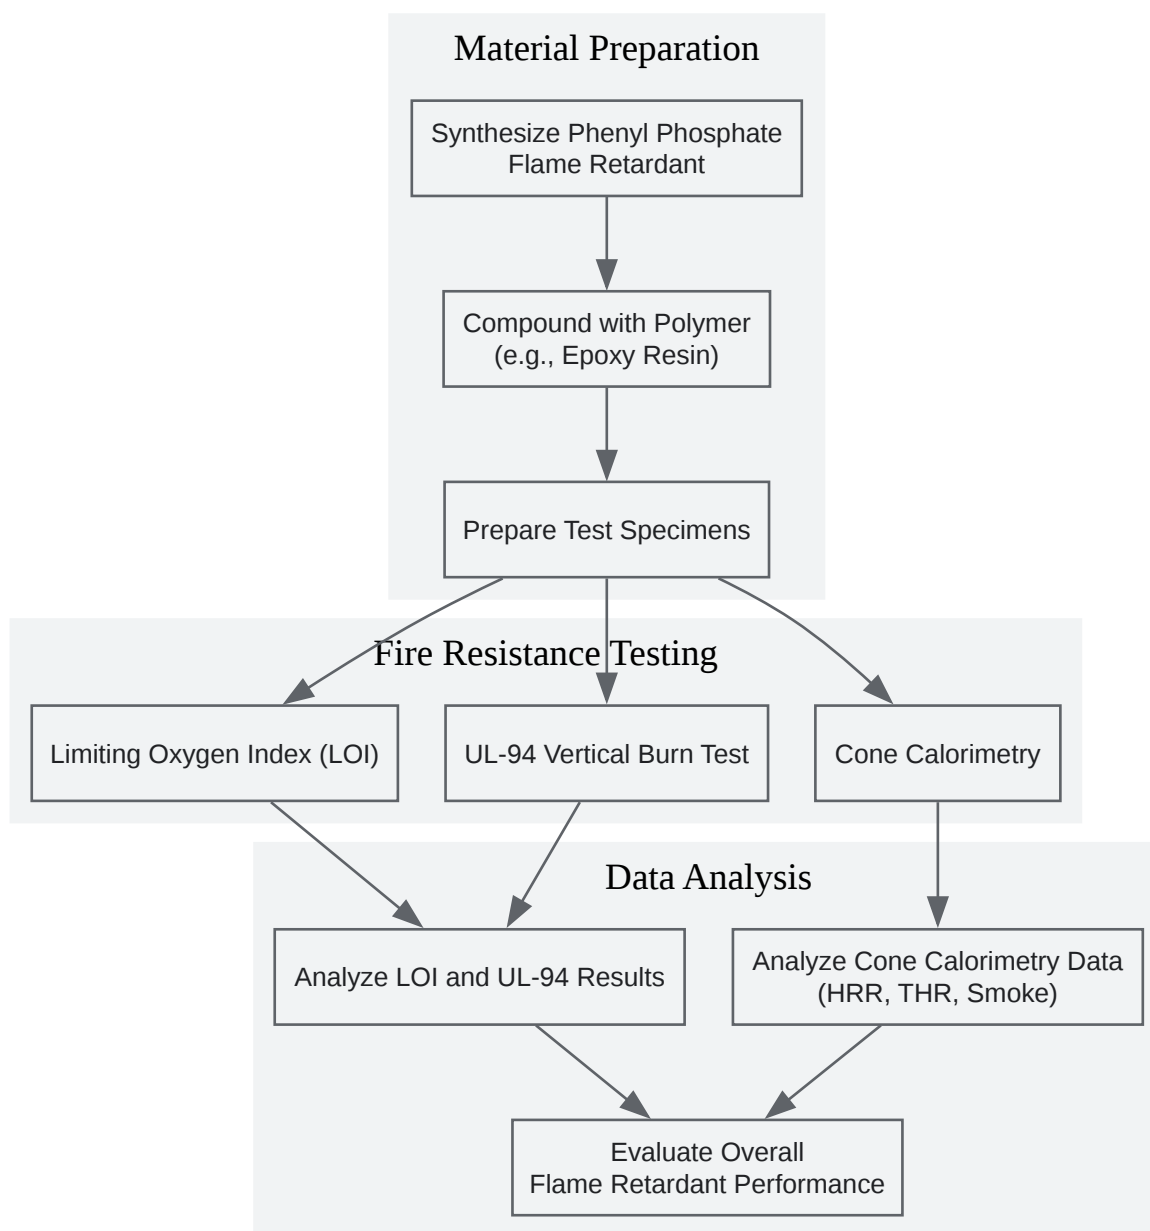 Material Preparation
Synthesize Phenyl Phosphate
Flame Retardant
Compound with Polymer
(e.g., Epoxy Resin)
Prepare Test Specimens
Fire Resistance Testing
Limiting Oxygen Index (LOI)
UL-94 Vertical Burn Test
Cone Calorimetry
Data Analysis
Analyze LOI and UL-94 Results
Analyze Cone Calorimetry Data
(HRR, THR, Smoke)
Evaluate Overall
Flame Retardant Performance